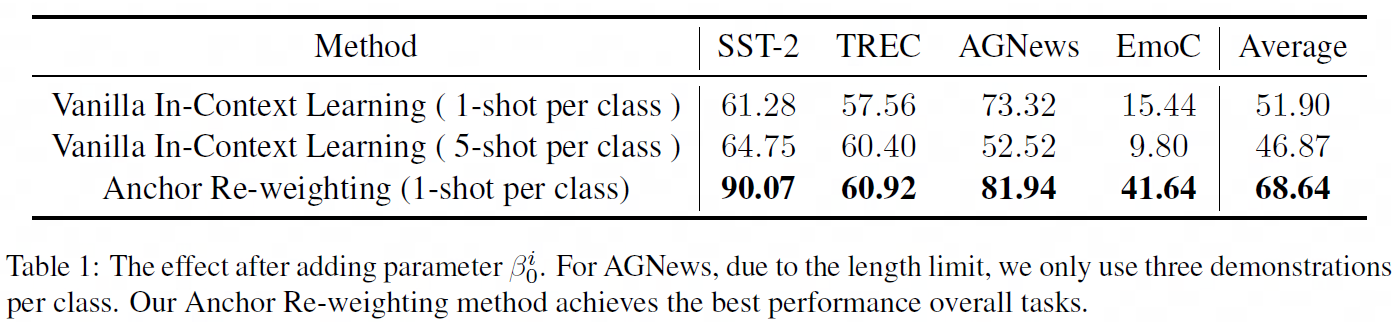 Method SST-2 TREC AGNews EmoC Average
Vanilla In-Context Learning ( 1-shot per class ) 61.28 57.56 73.32 15.44 51.90
Vanilla In-Context Learning ( 5-shot per class ) 64.75 60.40 52.52 9.80 46.87
Anchor Re-weighting (1-shot per class) 90.07 60.92 81.94 41.64 68.64
Table 1: The effect after adding parameter $\beta_0^i$. For AGNews, due to the length limit, we only use three demonstrations
per class. Our Anchor Re-weighting method achieves the best performance overall tasks.